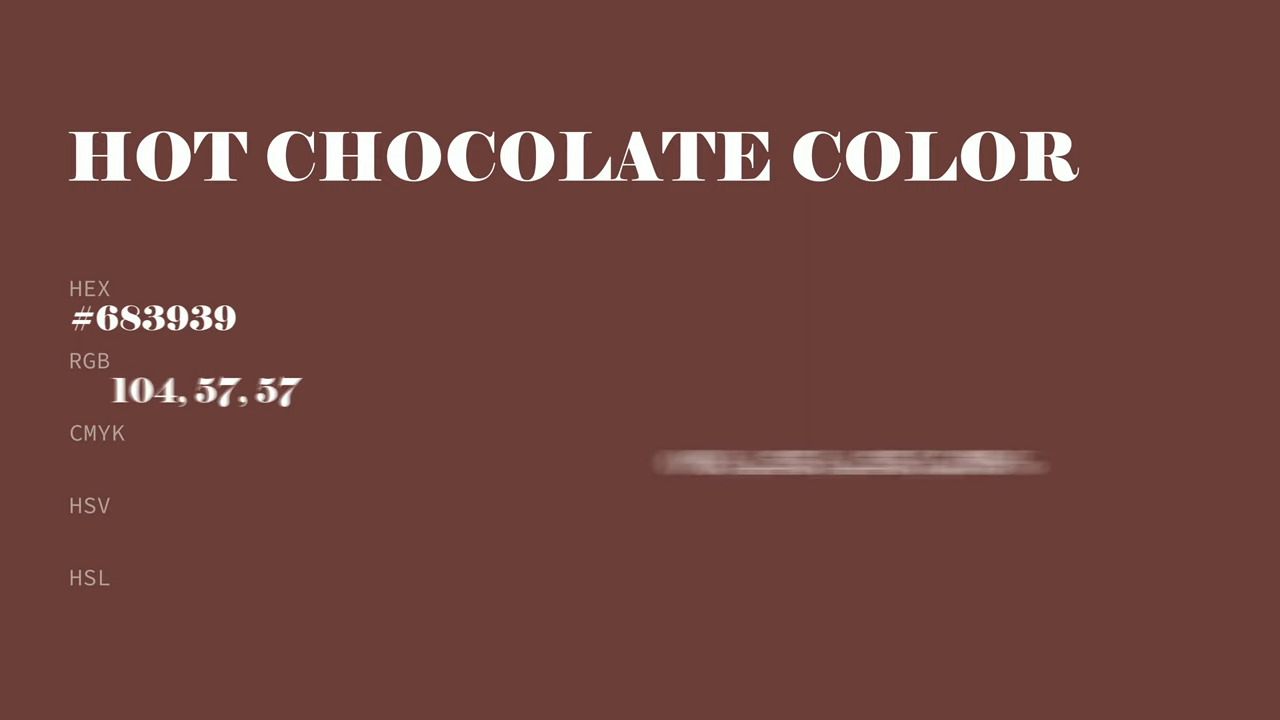 HOT CHOCOLATE COLOR
HEX
#683939
RGB
104, 57, 57
CMYK
HSV
HSL